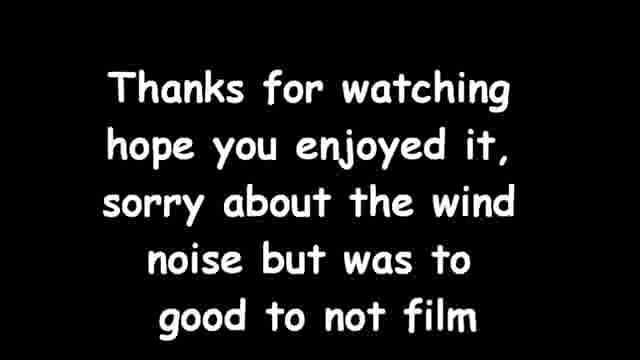 Thanks for watching
hope you enjoyed it,
sorry about the wind
noise but was to
good to not film